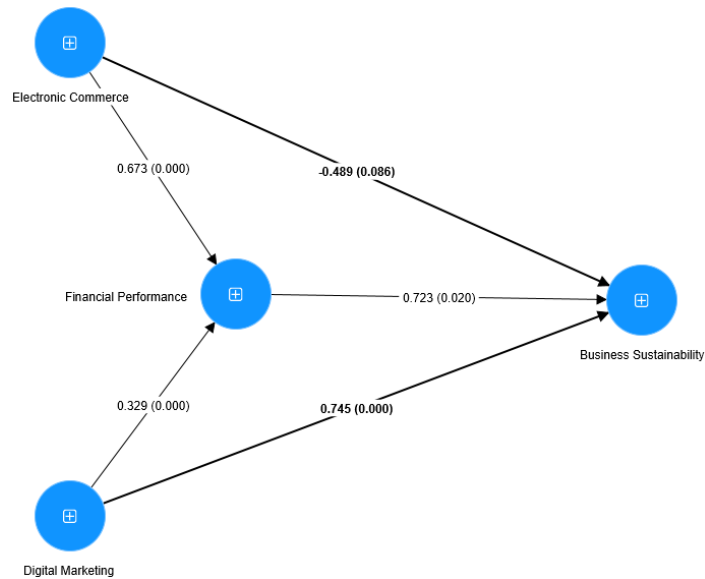 Electronic Commerce
0.673 (0.000)
-0.489 (0.086)
Financial Performance
0.723 (0.020)
Business Sustainability
0.329 (0.000)
0.745 (0.000)
Digital Marketing